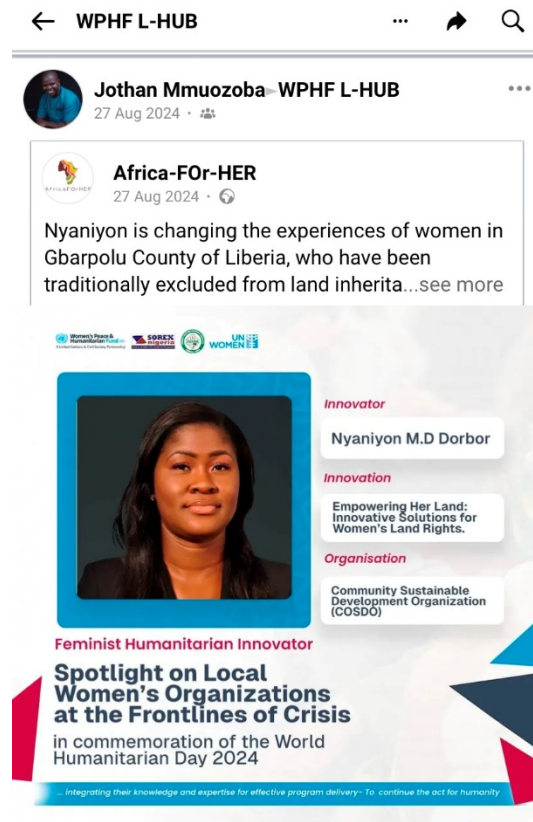 WPHF L-HUB
Jothan Mmuozoba WPHF L-HUB
27 Aug 2024
Africa-FOr-HER
27 Aug 2024
AFRICAFORHER
Nyaniyon is changing the experiences of women in
Gbarpolu County of Liberia, who have been
traditionally excluded from land inherita...see more
Women's Peace &
Humanitarian Fund
SOREX
nigeria
UN
WOMEN
Innovator
Nyaniyon M.D Dorbor
Innovation
Empowering Her Land:
Innovative Solutions for
Women's Land Rights.
Organisation
Community Sustainable
Development Organization
(COSDO)
Feminist Humanitarian Innovator
Spotlight on Local
Women's Organizations
at the Frontlines of Crisis
in commemoration of the World
Humanitarian Day 2024
... integrating their knowledge and expertise for effective program delivery- To continue the act for humanity